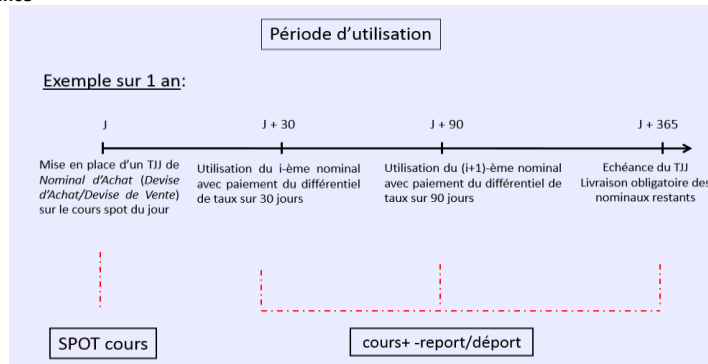 Période d'utilisation
Exemple sur 1 an:
J
J + 30
J + 90
J + 365
Mise en place d'un TJJ de
Nominal d'Achat (Devise
d'Achat/Devise de Vente)
sur le cours spot du jour
Utilisation du i-ème nominal
avec paiement du différentiel
de taux sur 30 jours
Utilisation du (i+1)-ème nominal
avec paiement du différentiel de
taux sur 90 jours
Echéance du TJJ
Livraison obligatoire des
nominaux restants
SPOT cours
cours+ -report/déport